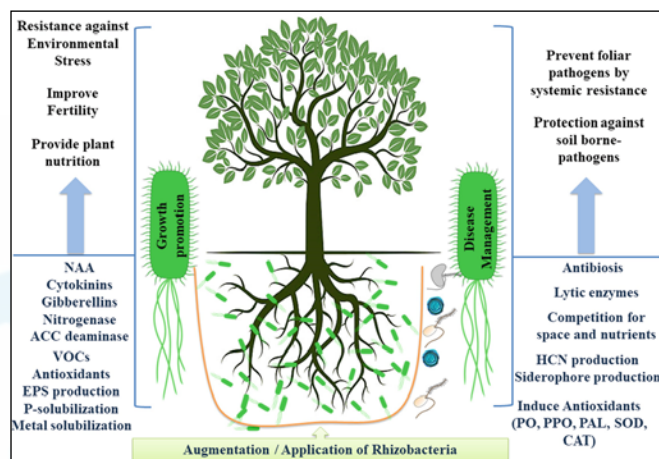 Resistance against
Environmental
Stress
Improve
Fertility
Provide plant
nutrition
NAA
Cytokinins
Gibberellins
Nitrogenase
ACC deaminase
VOCs
Antioxidants
EPS production
P-solubilization
Metal solubilization
Growth
promotion
Disease
Management
Prevent foliar
pathogens by
systemic resistance
Protection against
soil borne-
pathogens
Antibiosis
Lytic enzymes
Competition for
space and nutrients
HCN production
Siderophore production
Induce Antioxidants
(PO, PPO, PAL, SOD,
CAT)
Augmentation / Application of Rhizobacteria